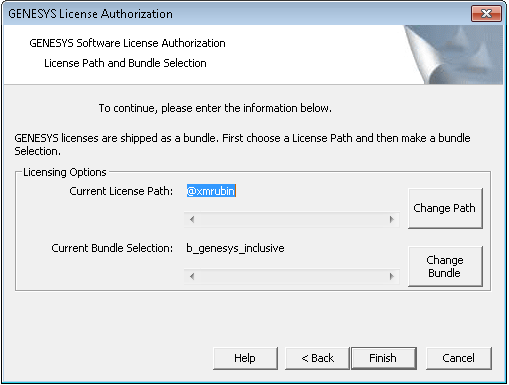 GENESYS License Authorization
GENESYS Software License Authorization
License Path and Bundle Selection
To continue, please enter the information below.
GENESYS licenses are shipped as a bundle. First choose a License Path and then make a bundle
Selection.
Licensing Options
Current License Path: @xmrubin
Change Path
Current Bundle Selection: b_genesys_inclusive
Change
Bundle
Help < Back Finish Cancel